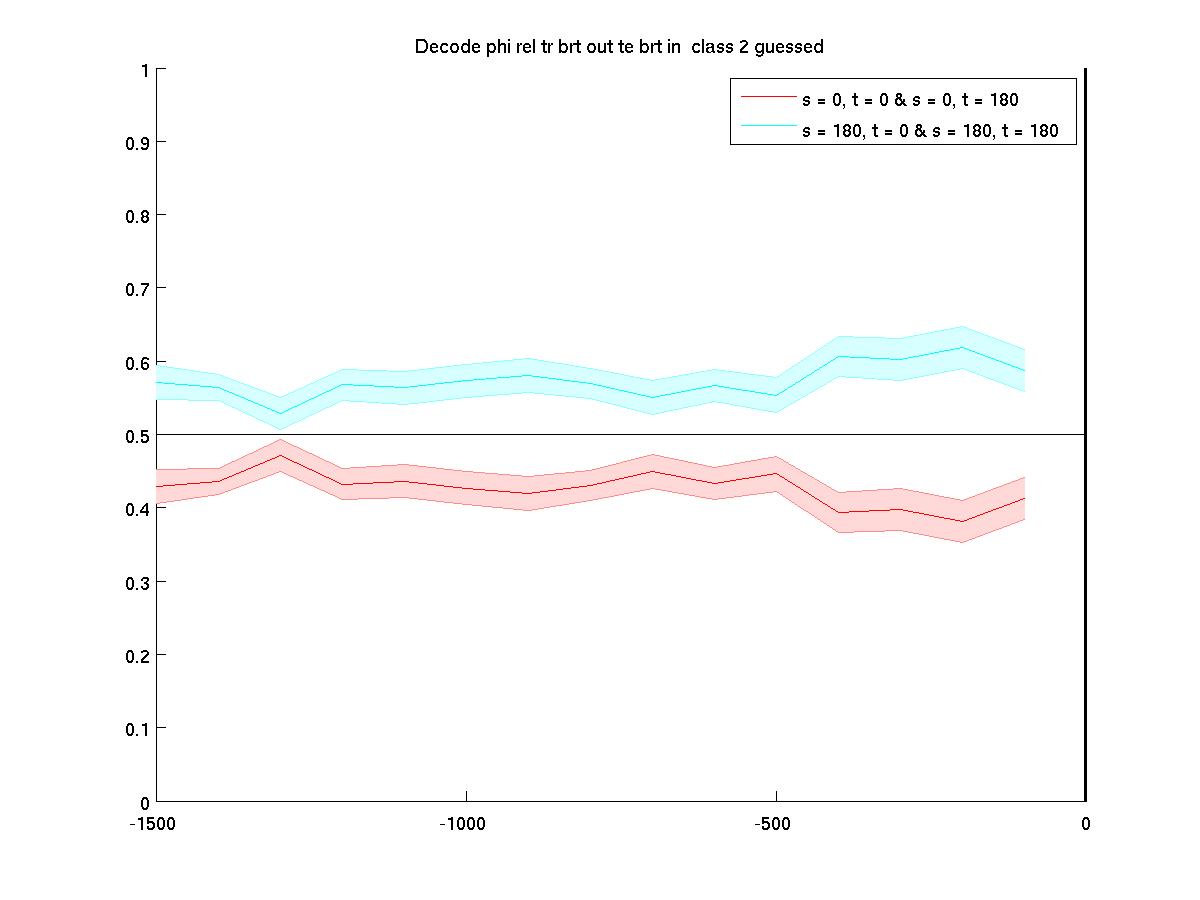 Decode phi rel tr brt out te brt in  class 2 guessed
s = 0, t = 0 & s = 0, t = 180
s = 180, t = 0 & s = 180, t = 180
1
0.9
0.8
0.7
0.6
0.5
0.4
0.3
0.2
0.1
0
-1500 -1000 -500 0